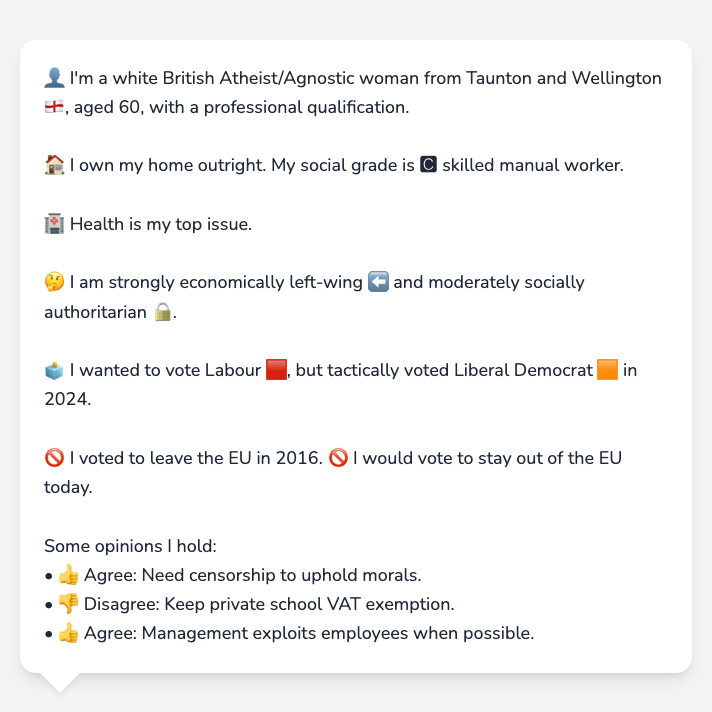 👤 I'm a white British Atheist/Agnostic woman from Taunton and Wellington
🏴󠁧󠁢󠁥󠁮󠁧󠁿, aged 60, with a professional qualification.
🏠 I own my home outright. My social grade is 🅲 skilled manual worker.
🏥 Health is my top issue.
🤔 I am strongly economically left-wing ⬅️ and moderately socially
authoritarian 🔒.
🗳️ I wanted to vote Labour 🟥, but tactically voted Liberal Democrat 🟧 in
2024.
🚫 I voted to leave the EU in 2016. 🚫 I would vote to stay out of the EU
today.
Some opinions I hold:
• 👍 Agree: Need censorship to uphold morals.
• 👎 Disagree: Keep private school VAT exemption.
• 👍 Agree: Management exploits employees when possible.